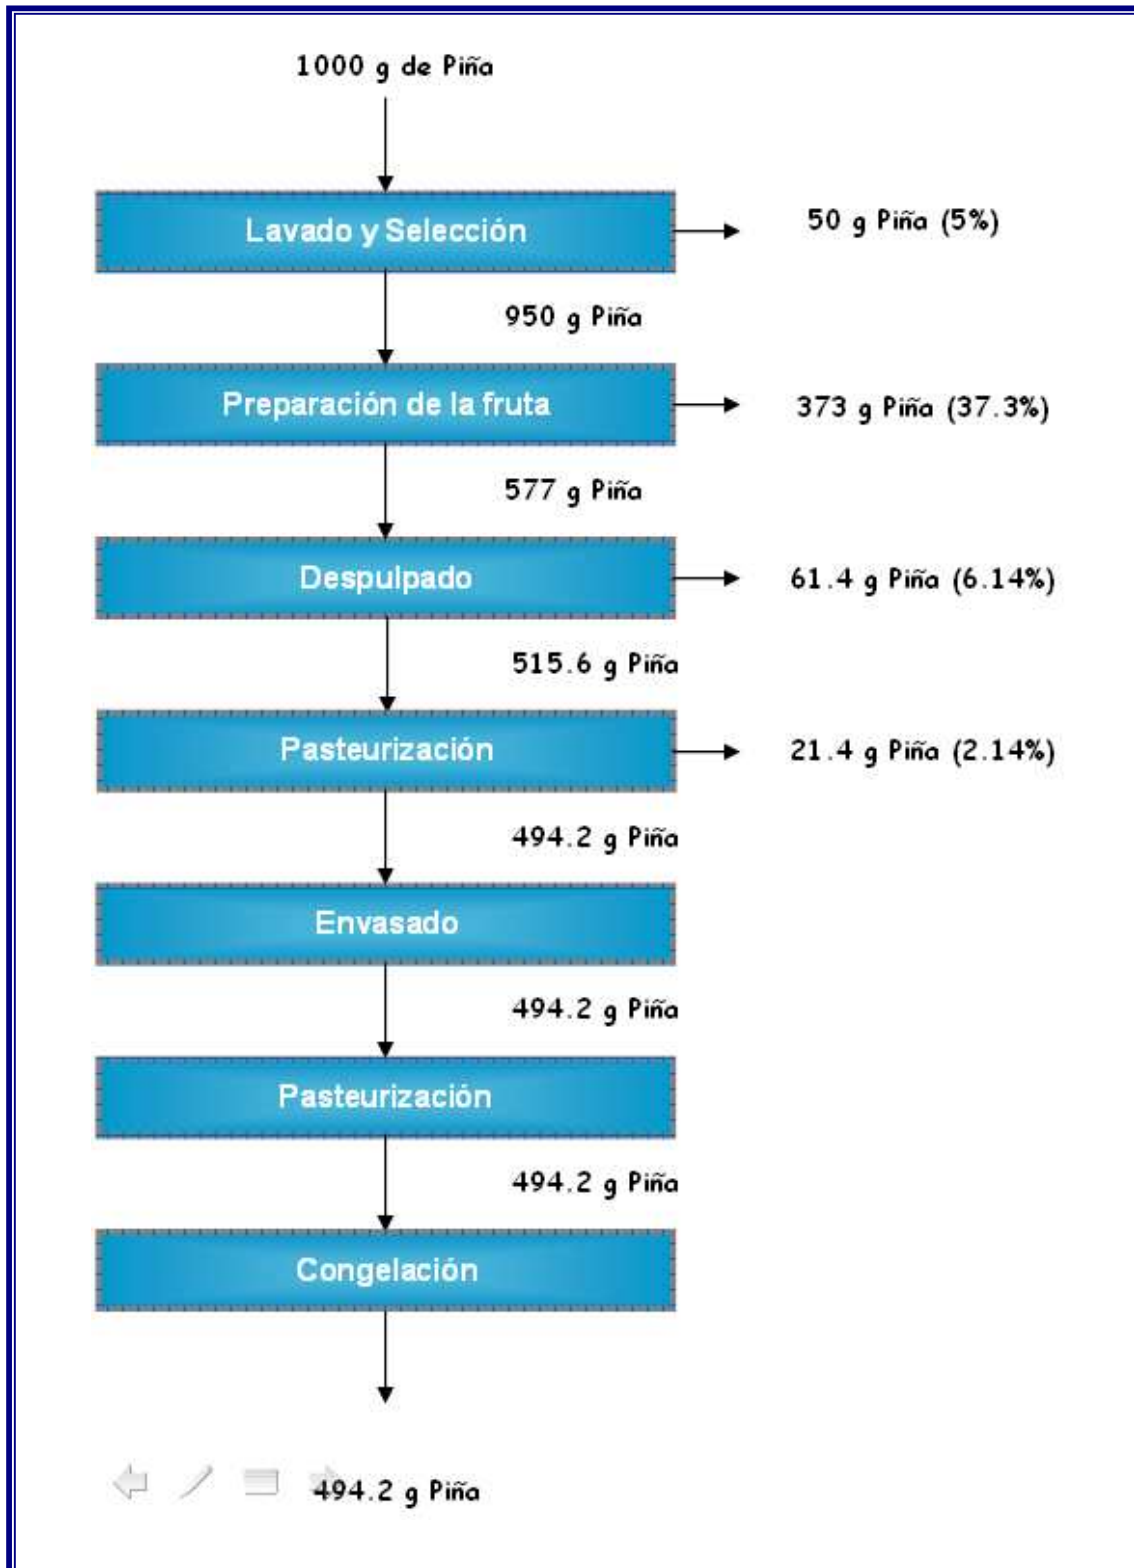 1000 g de Piña
Lavado y Selección
50 g Piña (5%)
950 g Piña
Preparación de la fruta
373 g Piña (37.3%)
577 g Piña
Despulpado
61.4 g Piña (6.14%)
515.6 g Piña
Pasteurización
21.4 g Piña (2.14%)
494.2 g Piña
Envasado
494.2 g Piña
Pasteurización
494.2 g Piña
Congelación
494.2 g Piña